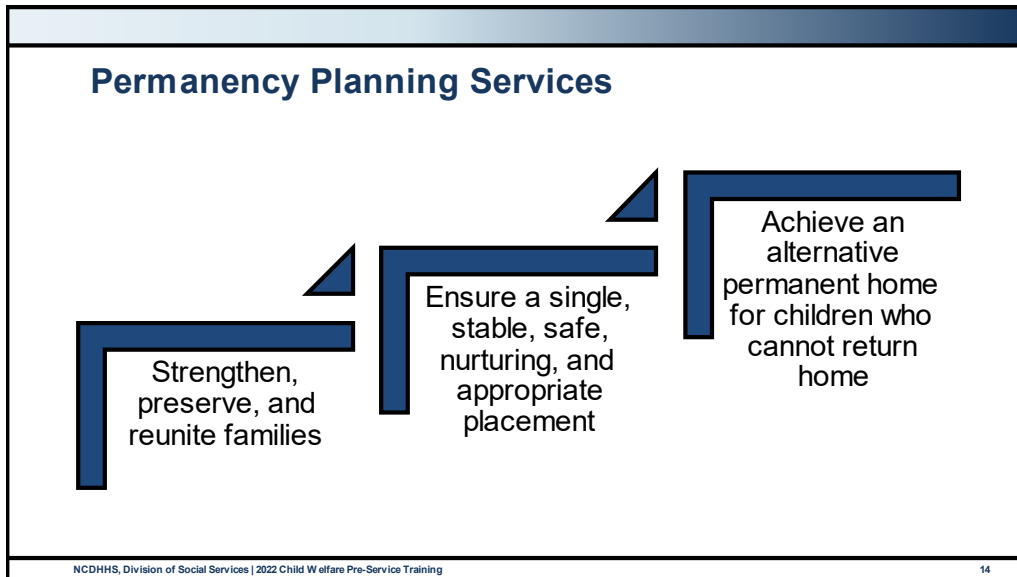 Permanency Planning Services
Strengthen,
preserve, and
reunite families
Ensure a single,
stable, safe,
nurturing, and
appropriate
placement
Achieve an
alternative
permanent home
for children who
cannot return
home
NCDHHS, Division of Social Services | 2022 Child Welfare Pre-Service Training
14